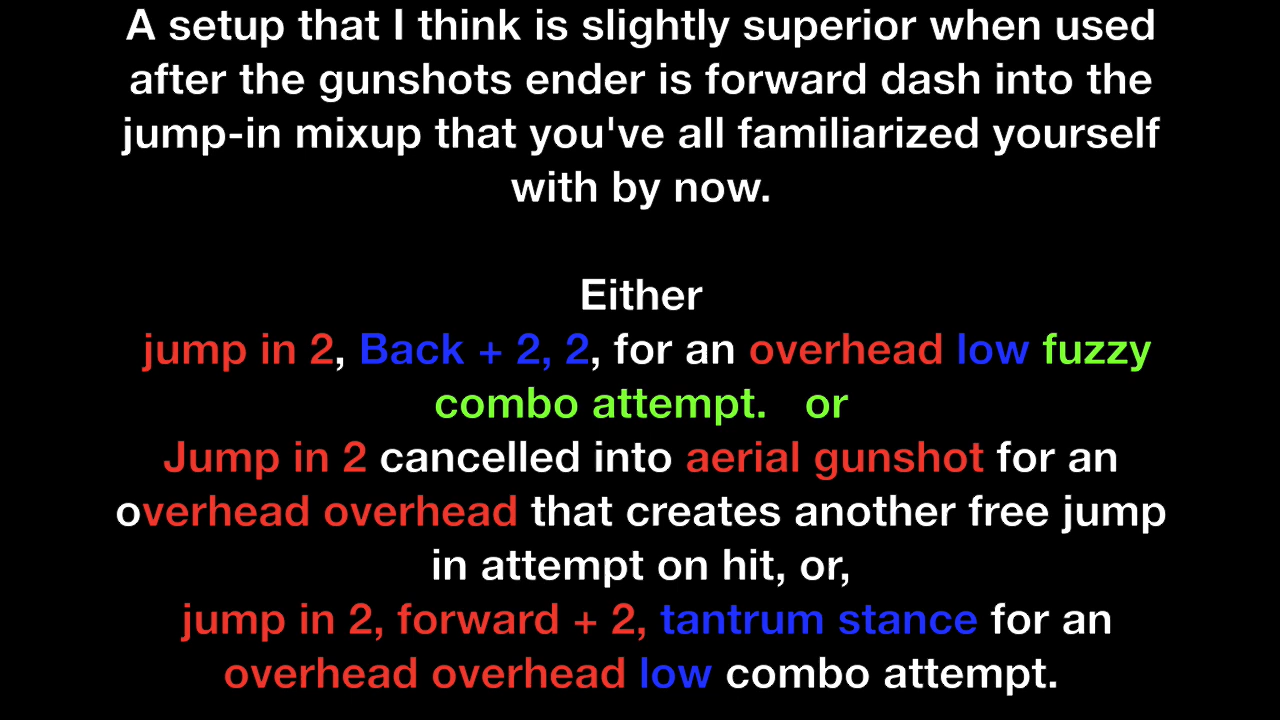 A setup that I think is slightly superior when used
after the gunshots ender is forward dash into the
jump-in mixup that you've all familiarized yourself
with by now.
Either
jump in 2, Back + 2, 2, for an overhead low fuzzy
combo attempt. or
Jump in 2 cancelled into aerial gunshot for an
overhead overhead that creates another free jump
in attempt on hit, or,
jump in 2, forward + 2, tantrum stance for an
overhead overhead low combo attempt.